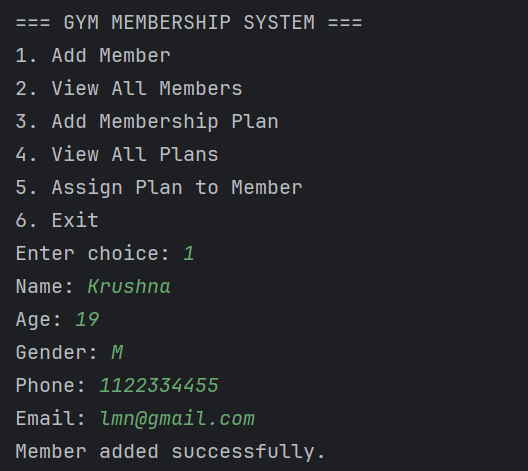 === GYM MEMBERSHIP SYSTEM ===
1. Add Member
2. View All Members
3. Add Membership Plan
4. View All Plans
5. Assign Plan to Member
6. Exit
Enter choice: 1
Name: Krushna
Age: 19
Gender: M
Phone: 1122334455
Email: lmn@gmail.com
Member added successfully.